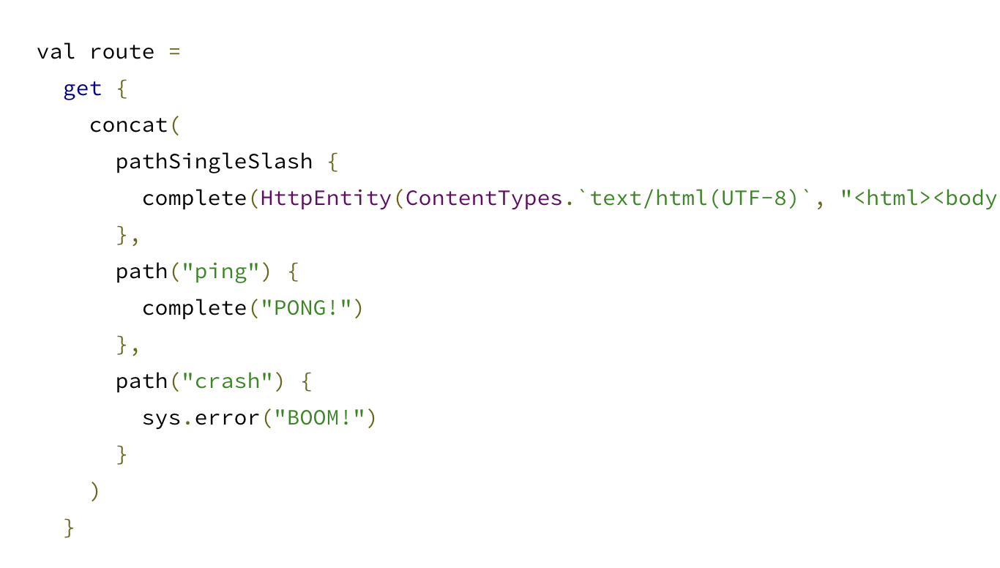 val route =
  get {
    concat(
      pathSingleSlash {
        complete(HttpEntity(ContentTypes.`text/html(UTF-8)`, "<html><body
      },
      path("ping") {
        complete("PONG!")
      },
      path("crash") {
        sys.error("BOOM!")
      }
    )
  }